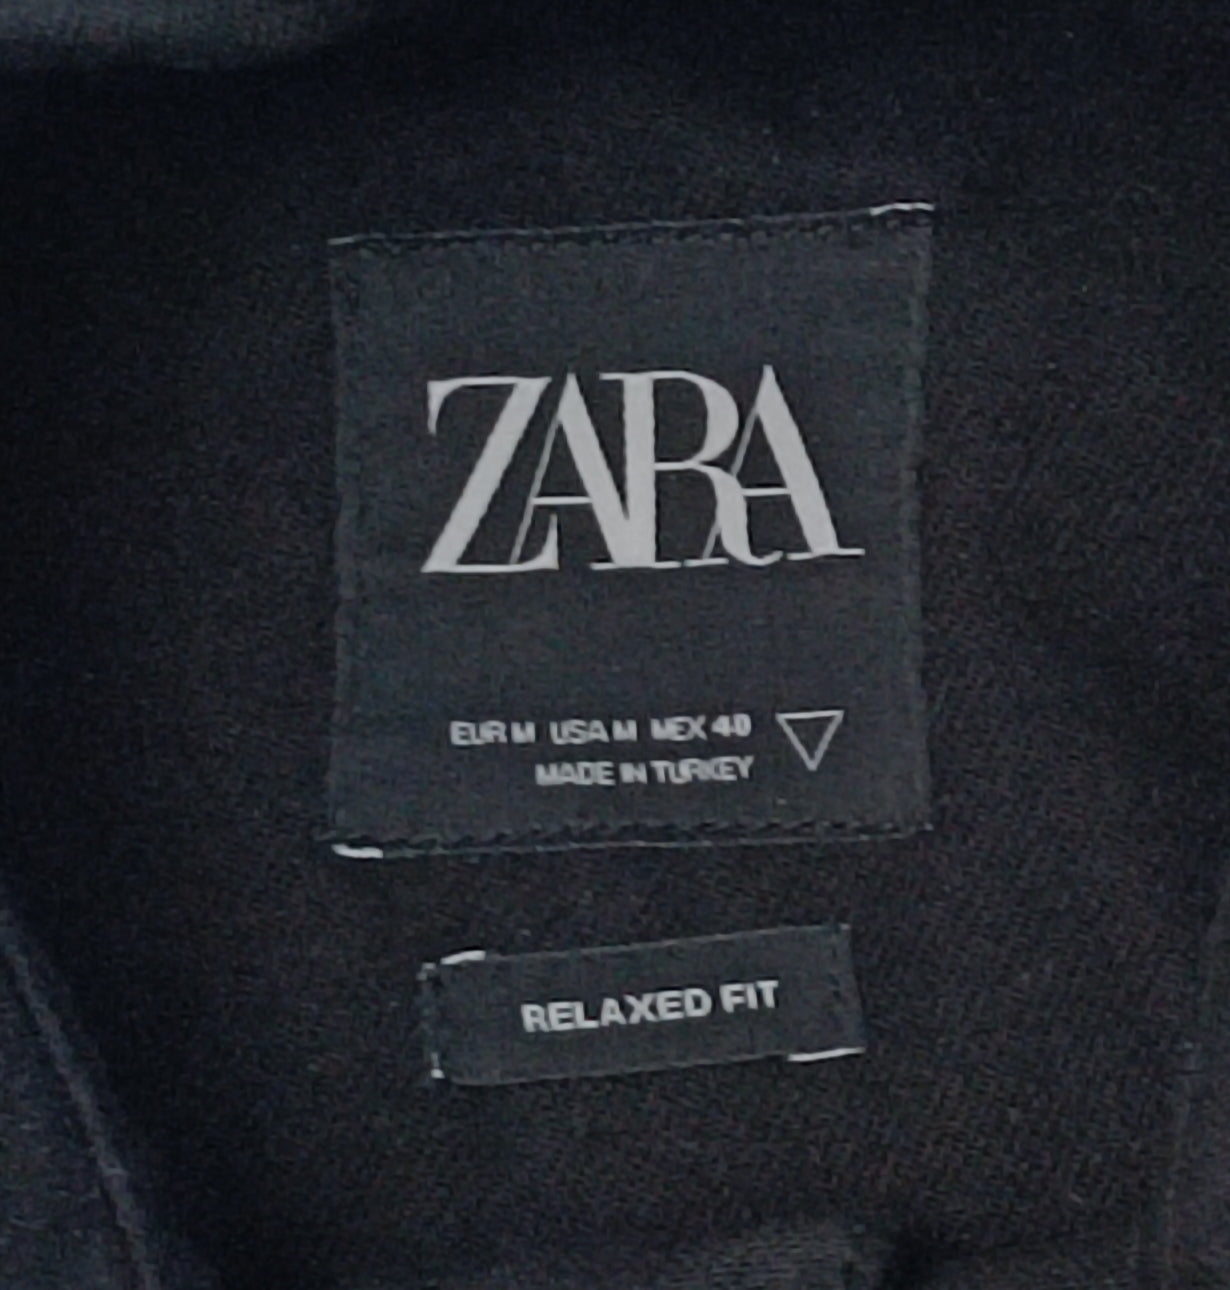 ZARA
EUR M USA M MEX 40
MADE IN TURKEY
RELAXED FIT